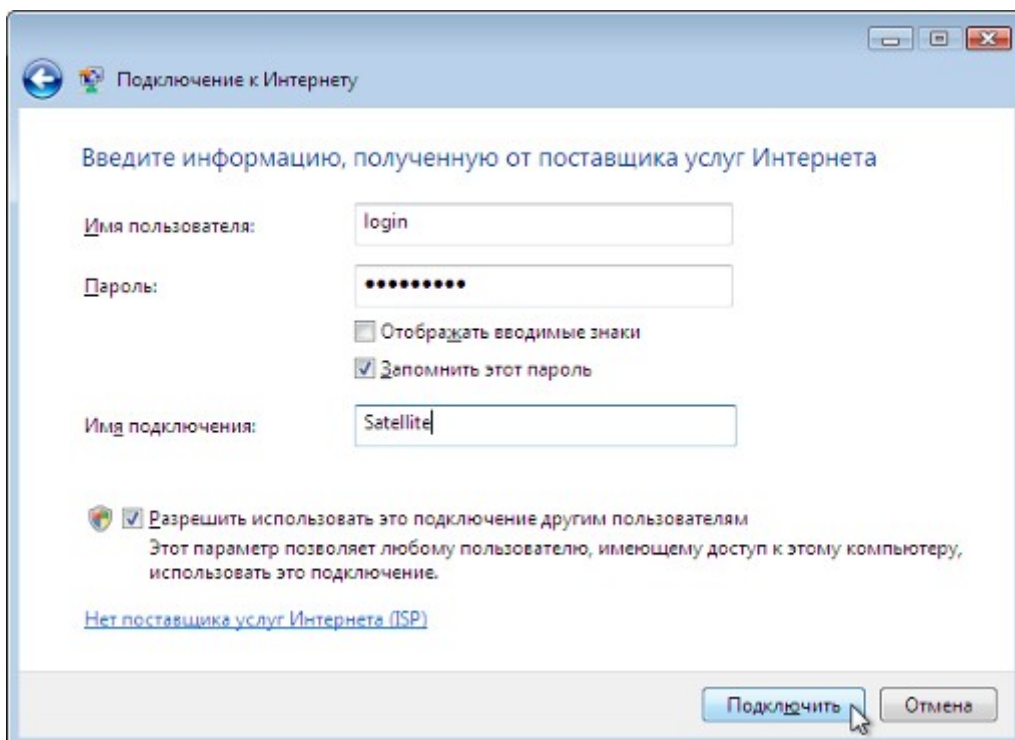 Подключение к Интернету
Введите информацию, полученную от поставщика услуг Интернета
Имя пользователя: login
Пароль: •••••••••
Отображать вводимые знаки
Запомнить этот пароль
Имя подключения: Satellite
Разрешить использовать это подключение другим пользователям
Этот параметр позволяет любому пользователю, имеющему доступ к этому компьютеру,
использовать это подключение.
Нет поставщика услуг Интернета (ISP)
Подключить Отмена